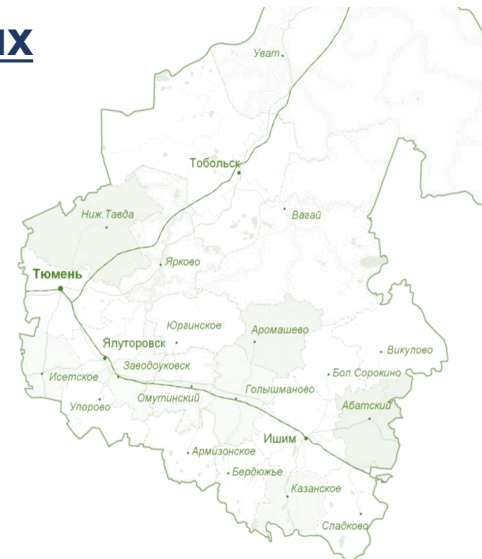 их
Уват
Тобольск
Ниж.Тавда
Вагай
Ярково
Тюмень
Юргинское
Аромашево
Ялуторовск
Викулово
Заводоуковск
Исетское
Бол.Сорокино
Голышманово
Омутинский
Упорово
Абатский
Ишим
Армизонское
Бердюжье
Казанское
Сладково